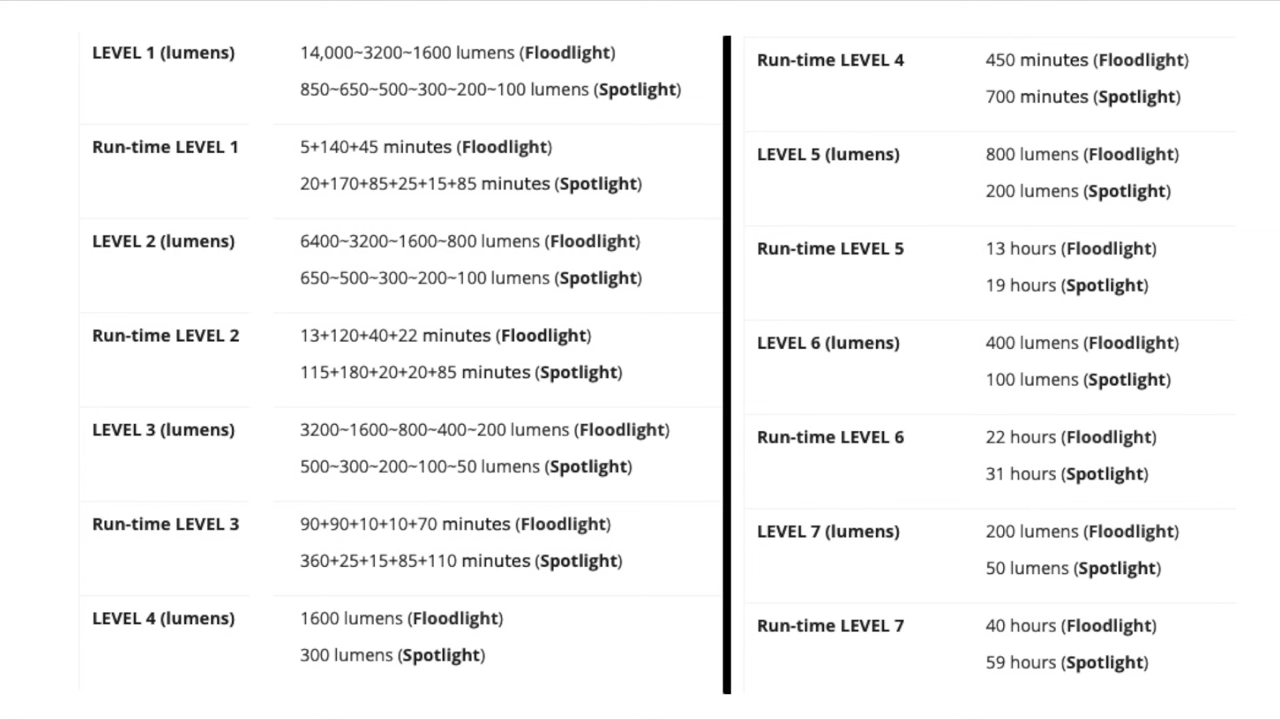 LEVEL 1 (lumens) 14,000~3200~1600 lumens (Floodlight)
850~650~500~300~200~100 lumens (Spotlight)
Run-time LEVEL 1 5+140+45 minutes (Floodlight)
20+170+85+25+15+85 minutes (Spotlight)
LEVEL 2 (lumens) 6400~3200~1600~800 lumens (Floodlight)
650~500~300~200~100 lumens (Spotlight)
Run-time LEVEL 2 13+120+40+22 minutes (Floodlight)
115+180+20+20+85 minutes (Spotlight)
LEVEL 3 (lumens) 3200~1600~800~400~200 lumens (Floodlight)
500~300~200~100~50 lumens (Spotlight)
Run-time LEVEL 3 90+90+10+10+70 minutes (Floodlight)
360+25+15+85+110 minutes (Spotlight)
LEVEL 4 (lumens) 1600 lumens (Floodlight)
300 lumens (Spotlight)
Run-time LEVEL 4 450 minutes (Floodlight)
700 minutes (Spotlight)
LEVEL 5 (lumens) 800 lumens (Floodlight)
200 lumens (Spotlight)
Run-time LEVEL 5 13 hours (Floodlight)
19 hours (Spotlight)
LEVEL 6 (lumens) 400 lumens (Floodlight)
100 lumens (Spotlight)
Run-time LEVEL 6 22 hours (Floodlight)
31 hours (Spotlight)
LEVEL 7 (lumens) 200 lumens (Floodlight)
50 lumens (Spotlight)
Run-time LEVEL 7 40 hours (Floodlight)
59 hours (Spotlight)